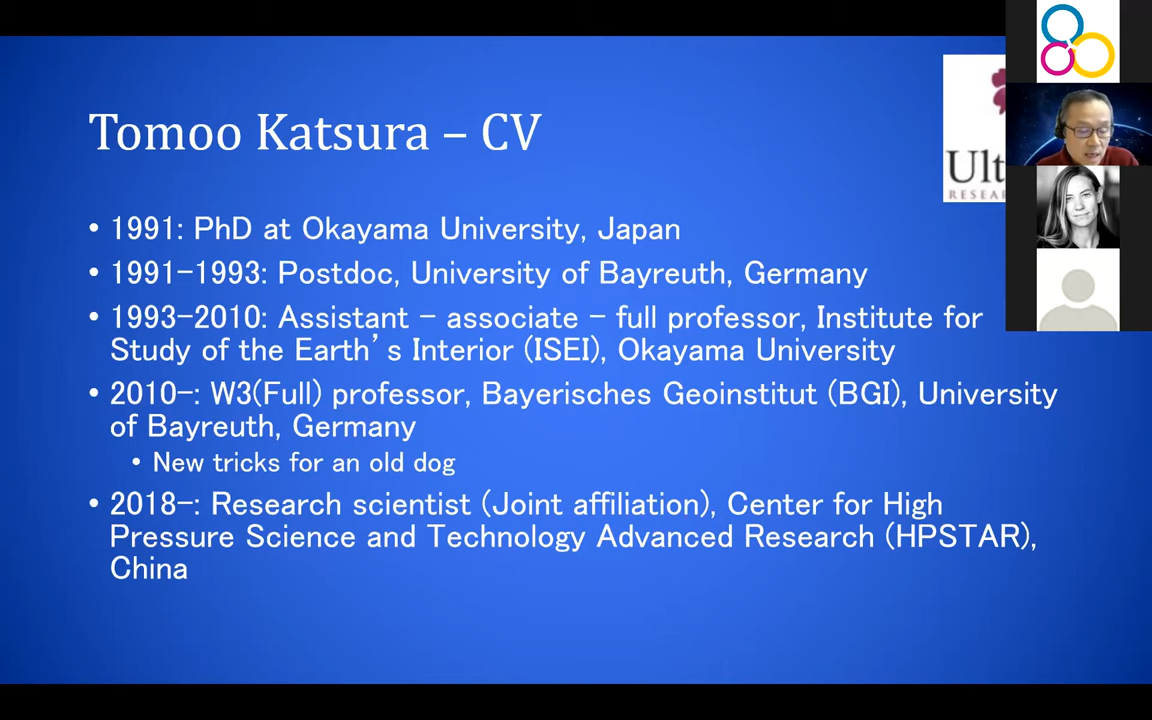 Tomoo Katsura – CV
• 1991: PhD at Okayama University, Japan
• 1991-1993: Postdoc, University of Bayreuth, Germany
• 1993-2010: Assistant – associate – full professor, Institute for
Study of the Earth's Interior (ISEI), Okayama University
• 2010-: W3(Full) professor, Bayerisches Geoinstitut (BGI), University
of Bayreuth, Germany
• New tricks for an old dog
• 2018-: Research scientist (Joint affiliation), Center for High
Pressure Science and Technology Advanced Research (HPSTAR),
China